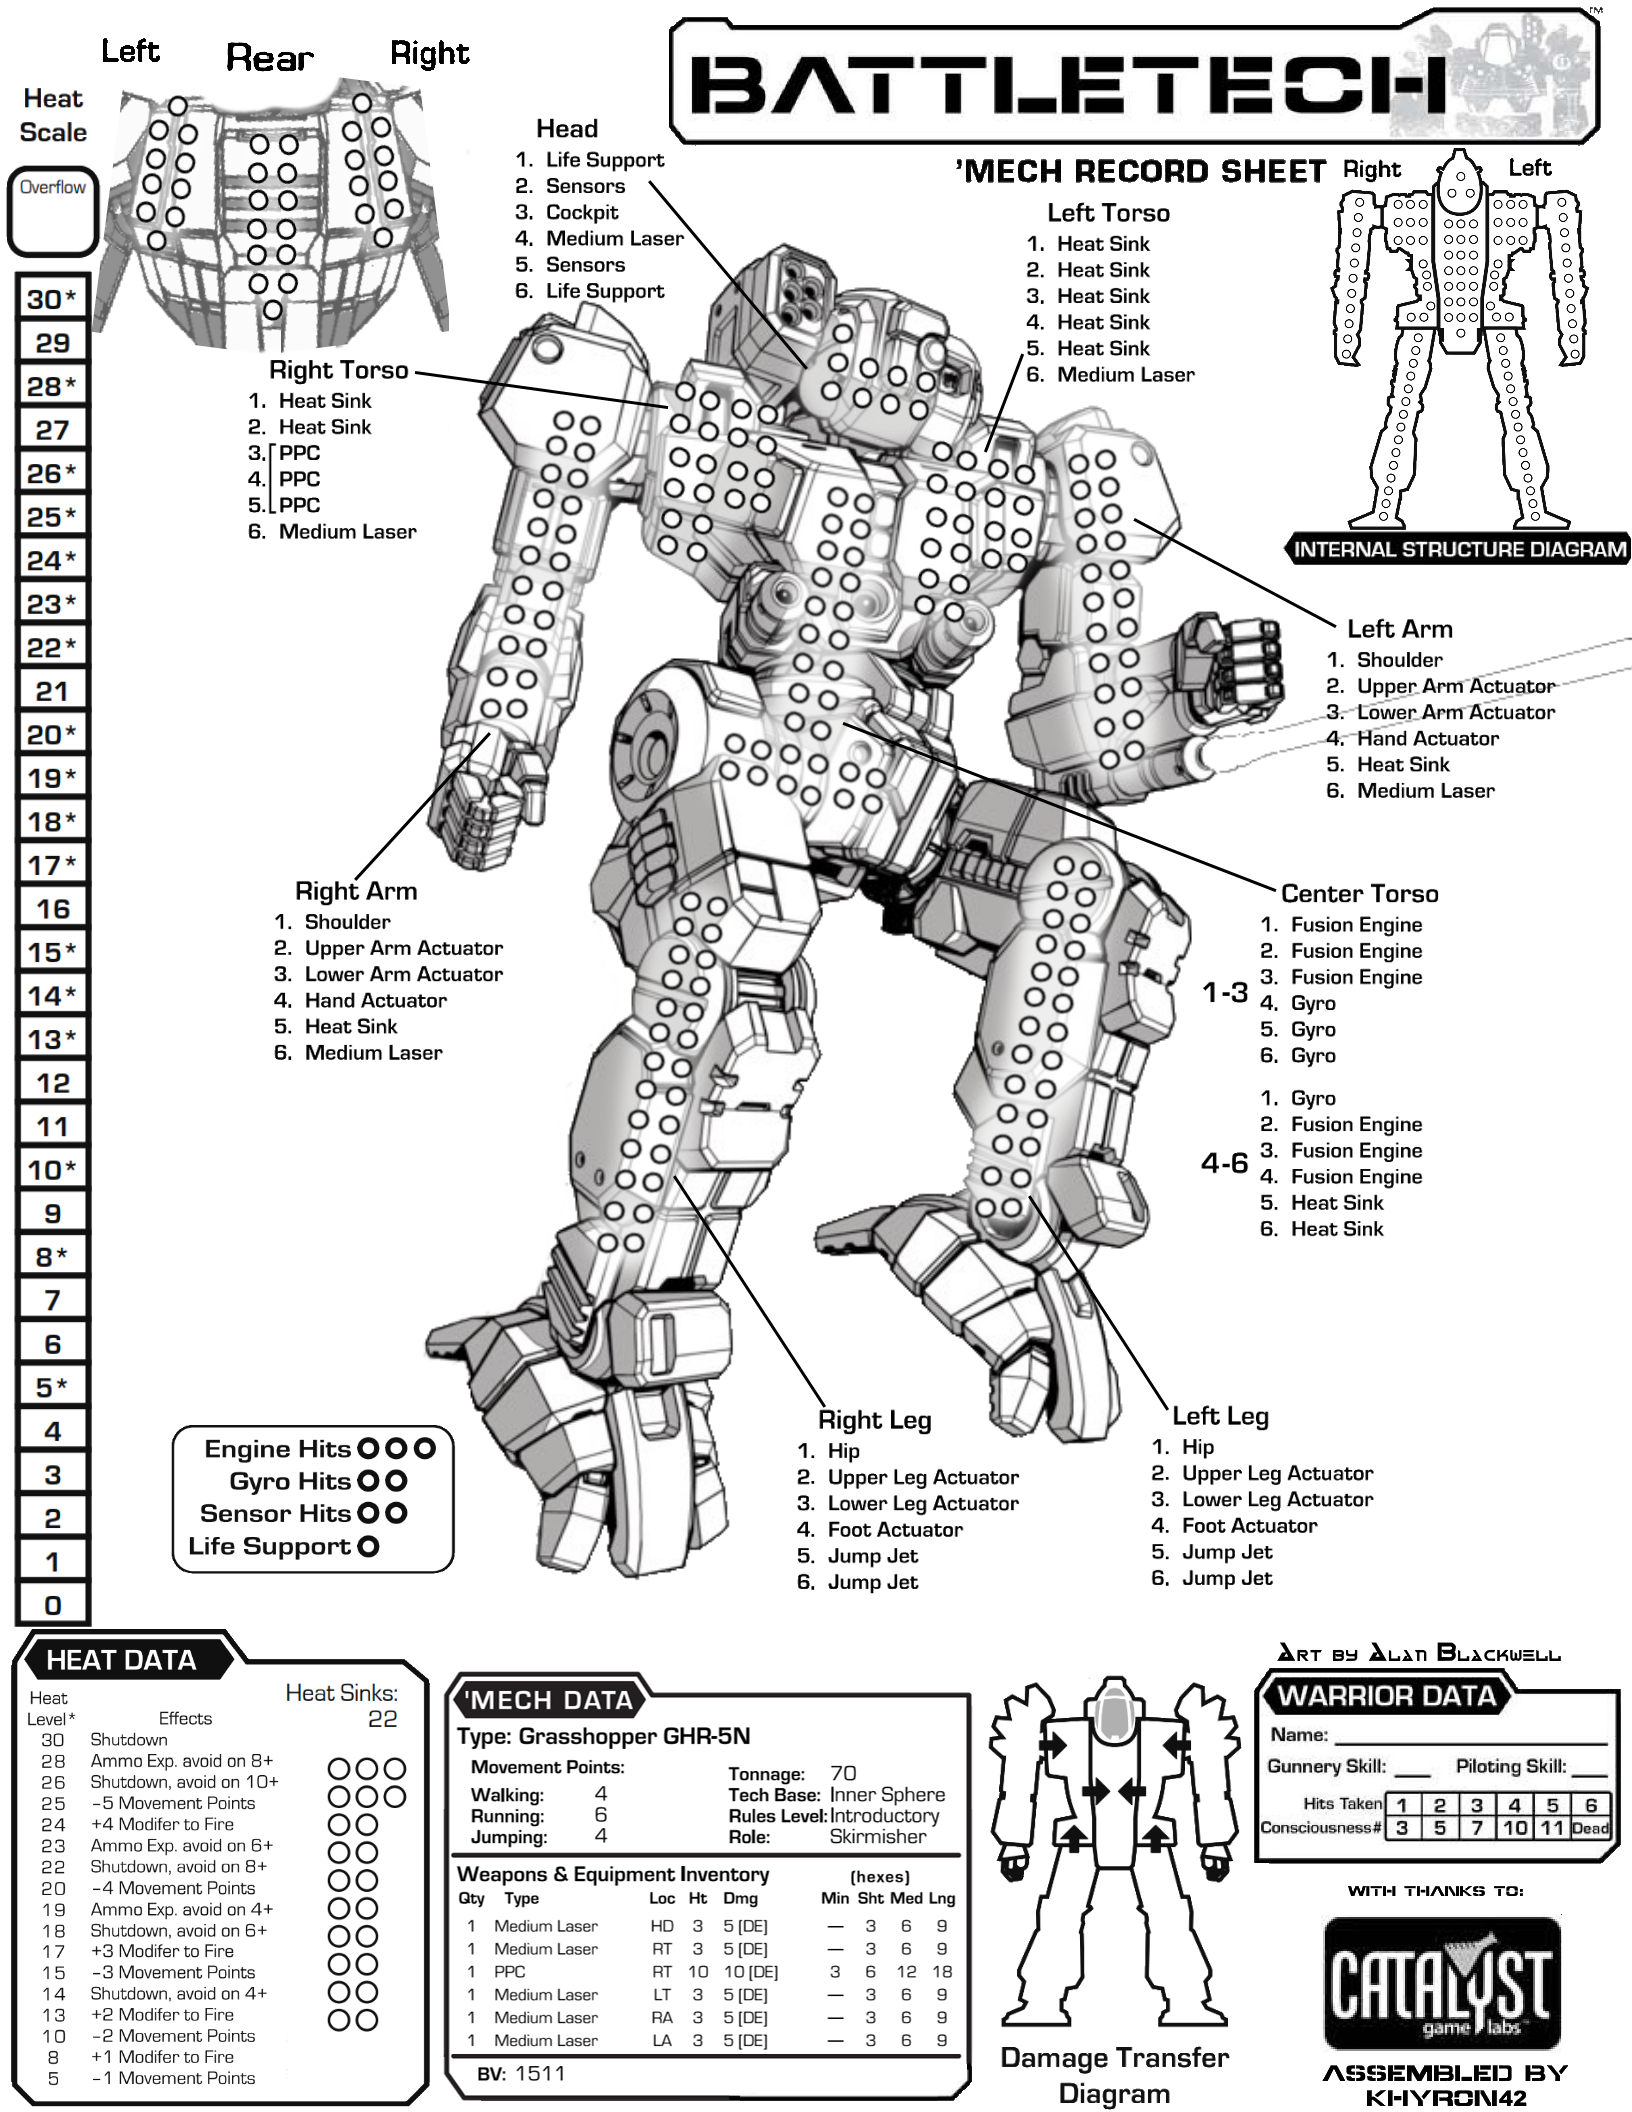 Left Rear Right
Heat
Scale
Overflow
30*
29
28*
27
26*
25*
24*
23*
22*
21
20*
19*
18*
17*
16
15*
14*
13*
12
11
10*
9
8*
7
6
5*
4
3
2
1
0
BATTLETECH
TM
'MECH RECORD SHEET
Head
1. Life Support
2. Sensors
3. Cockpit
4. Medium Laser
5. Sensors
6. Life Support
Left Torso
1. Heat Sink
2. Heat Sink
3. Heat Sink
4. Heat Sink
5. Heat Sink
6. Medium Laser
Right Left
INTERNAL STRUCTURE DIAGRAM
Right Torso
1. Heat Sink
2. Heat Sink
3. PPC
4. PPC
5. PPC
6. Medium Laser
Left Arm
1. Shoulder
2. Upper Arm Actuator
3. Lower Arm Actuator
4. Hand Actuator
5. Heat Sink
6. Medium Laser
Right Arm
1. Shoulder
2. Upper Arm Actuator
3. Lower Arm Actuator
4. Hand Actuator
5. Heat Sink
6. Medium Laser
Center Torso
1-3
1. Fusion Engine
2. Fusion Engine
3. Fusion Engine
4. Gyro
5. Gyro
6. Gyro
4-6
1. Gyro
2. Fusion Engine
3. Fusion Engine
4. Fusion Engine
5. Heat Sink
6. Heat Sink
Engine Hits
Gyro Hits
Sensor Hits
Life Support
Right Leg
1. Hip
2. Upper Leg Actuator
3. Lower Leg Actuator
4. Foot Actuator
5. Jump Jet
6. Jump Jet
Left Leg
1. Hip
2. Upper Leg Actuator
3. Lower Leg Actuator
4. Foot Actuator
5. Jump Jet
6. Jump Jet
HEAT DATA
Heat Sinks:
22
Heat
Level* Effects
30 Shutdown
28 Ammo Exp. avoid on 8+
26 Shutdown, avoid on 10+
25 -5 Movement Points
24 +4 Modifer to Fire
23 Ammo Exp. avoid on 6+
22 Shutdown, avoid on 8+
20 -4 Movement Points
19 Ammo Exp. avoid on 4+
18 Shutdown, avoid on 6+
17 +3 Modifer to Fire
15 -3 Movement Points
14 Shutdown, avoid on 4+
13 +2 Modifer to Fire
10 -2 Movement Points
8 +1 Modifer to Fire
5 -1 Movement Points
'MECH DATA
Type: Grasshopper GHR-5N
Movement Points:
Walking: 4
Running: 6
Jumping: 4
Tonnage: 70
Tech Base: Inner Sphere
Rules Level: Introductory
Role: Skirmisher
Weapons & Equipment Inventory (hexes)
Qty Type Loc Ht Dmg Min Sht Med Lng
1 Medium Laser HD 3 5 [DE] — 3 6 9
1 Medium Laser RT 3 5 [DE] — 3 6 9
1 PPC RT 10 10 [DE] 3 6 12 18
1 Medium Laser LT 3 5 [DE] — 3 6 9
1 Medium Laser RA 3 5 [DE] — 3 6 9
1 Medium Laser LA 3 5 [DE] — 3 6 9
BV: 1511
Damage Transfer
Diagram
ART BY ALAN BLACKWELL
WARRIOR DATA
Name:
Gunnery Skill: Piloting Skill:
Hits Taken 1 2 3 4 5 6
Consciousness# 3 5 7 10 11 Dead
WITH THANKS TO:
CATALYST
game labs
ASSEMBLED BY
KHYRON42